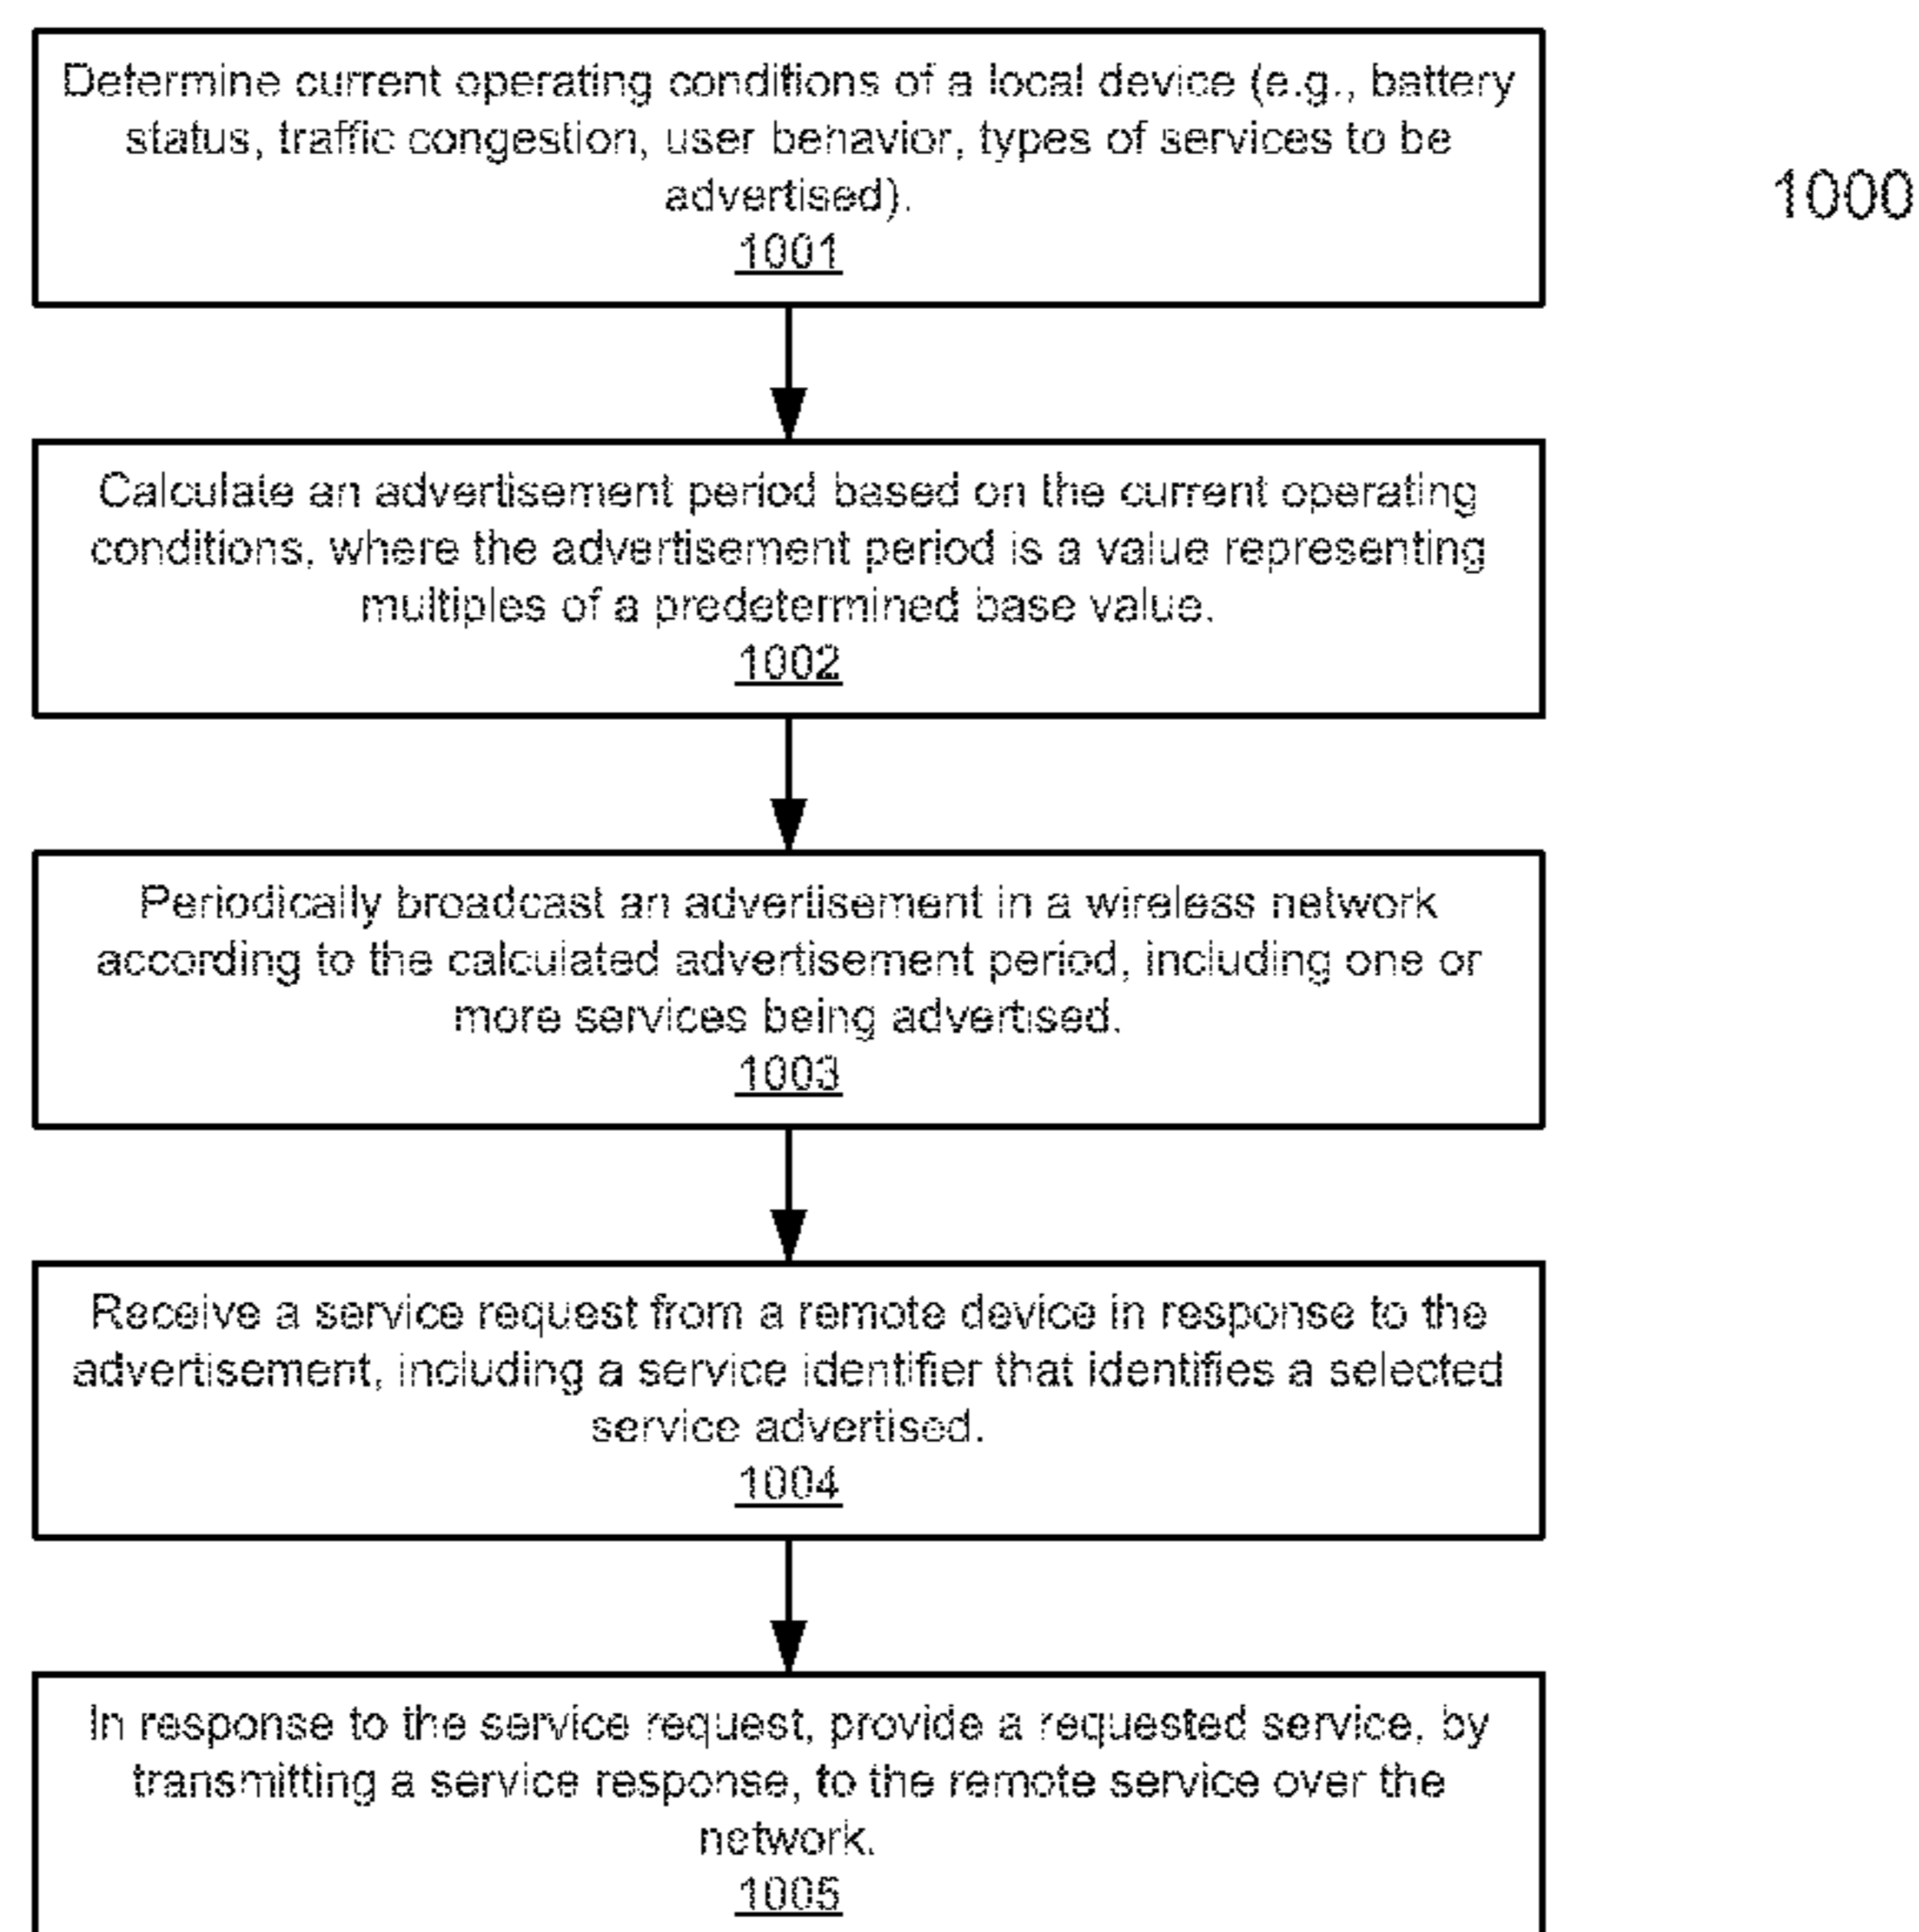 Determine current operating conditions of a local device (e.g., battery
status, traffic congestion, user behavior, types of services to be
advertised).
1001
1000
Calculate an advertisement period based on the current operating
conditions, where the advertisement period is a value representing
multiples of a predetermined base value.
1002
Periodically broadcast an advertisement in a wireless network
according to the calculated advertisement period, including one or
more services being advertised.
1003
Receive a service request from a remote device in response to the
advertisement, including a service identifier that identifies a selected
service advertised.
1004
In response to the service request, provide a requested service, by
transmitting a service response, to the remote service over the
network.
1005